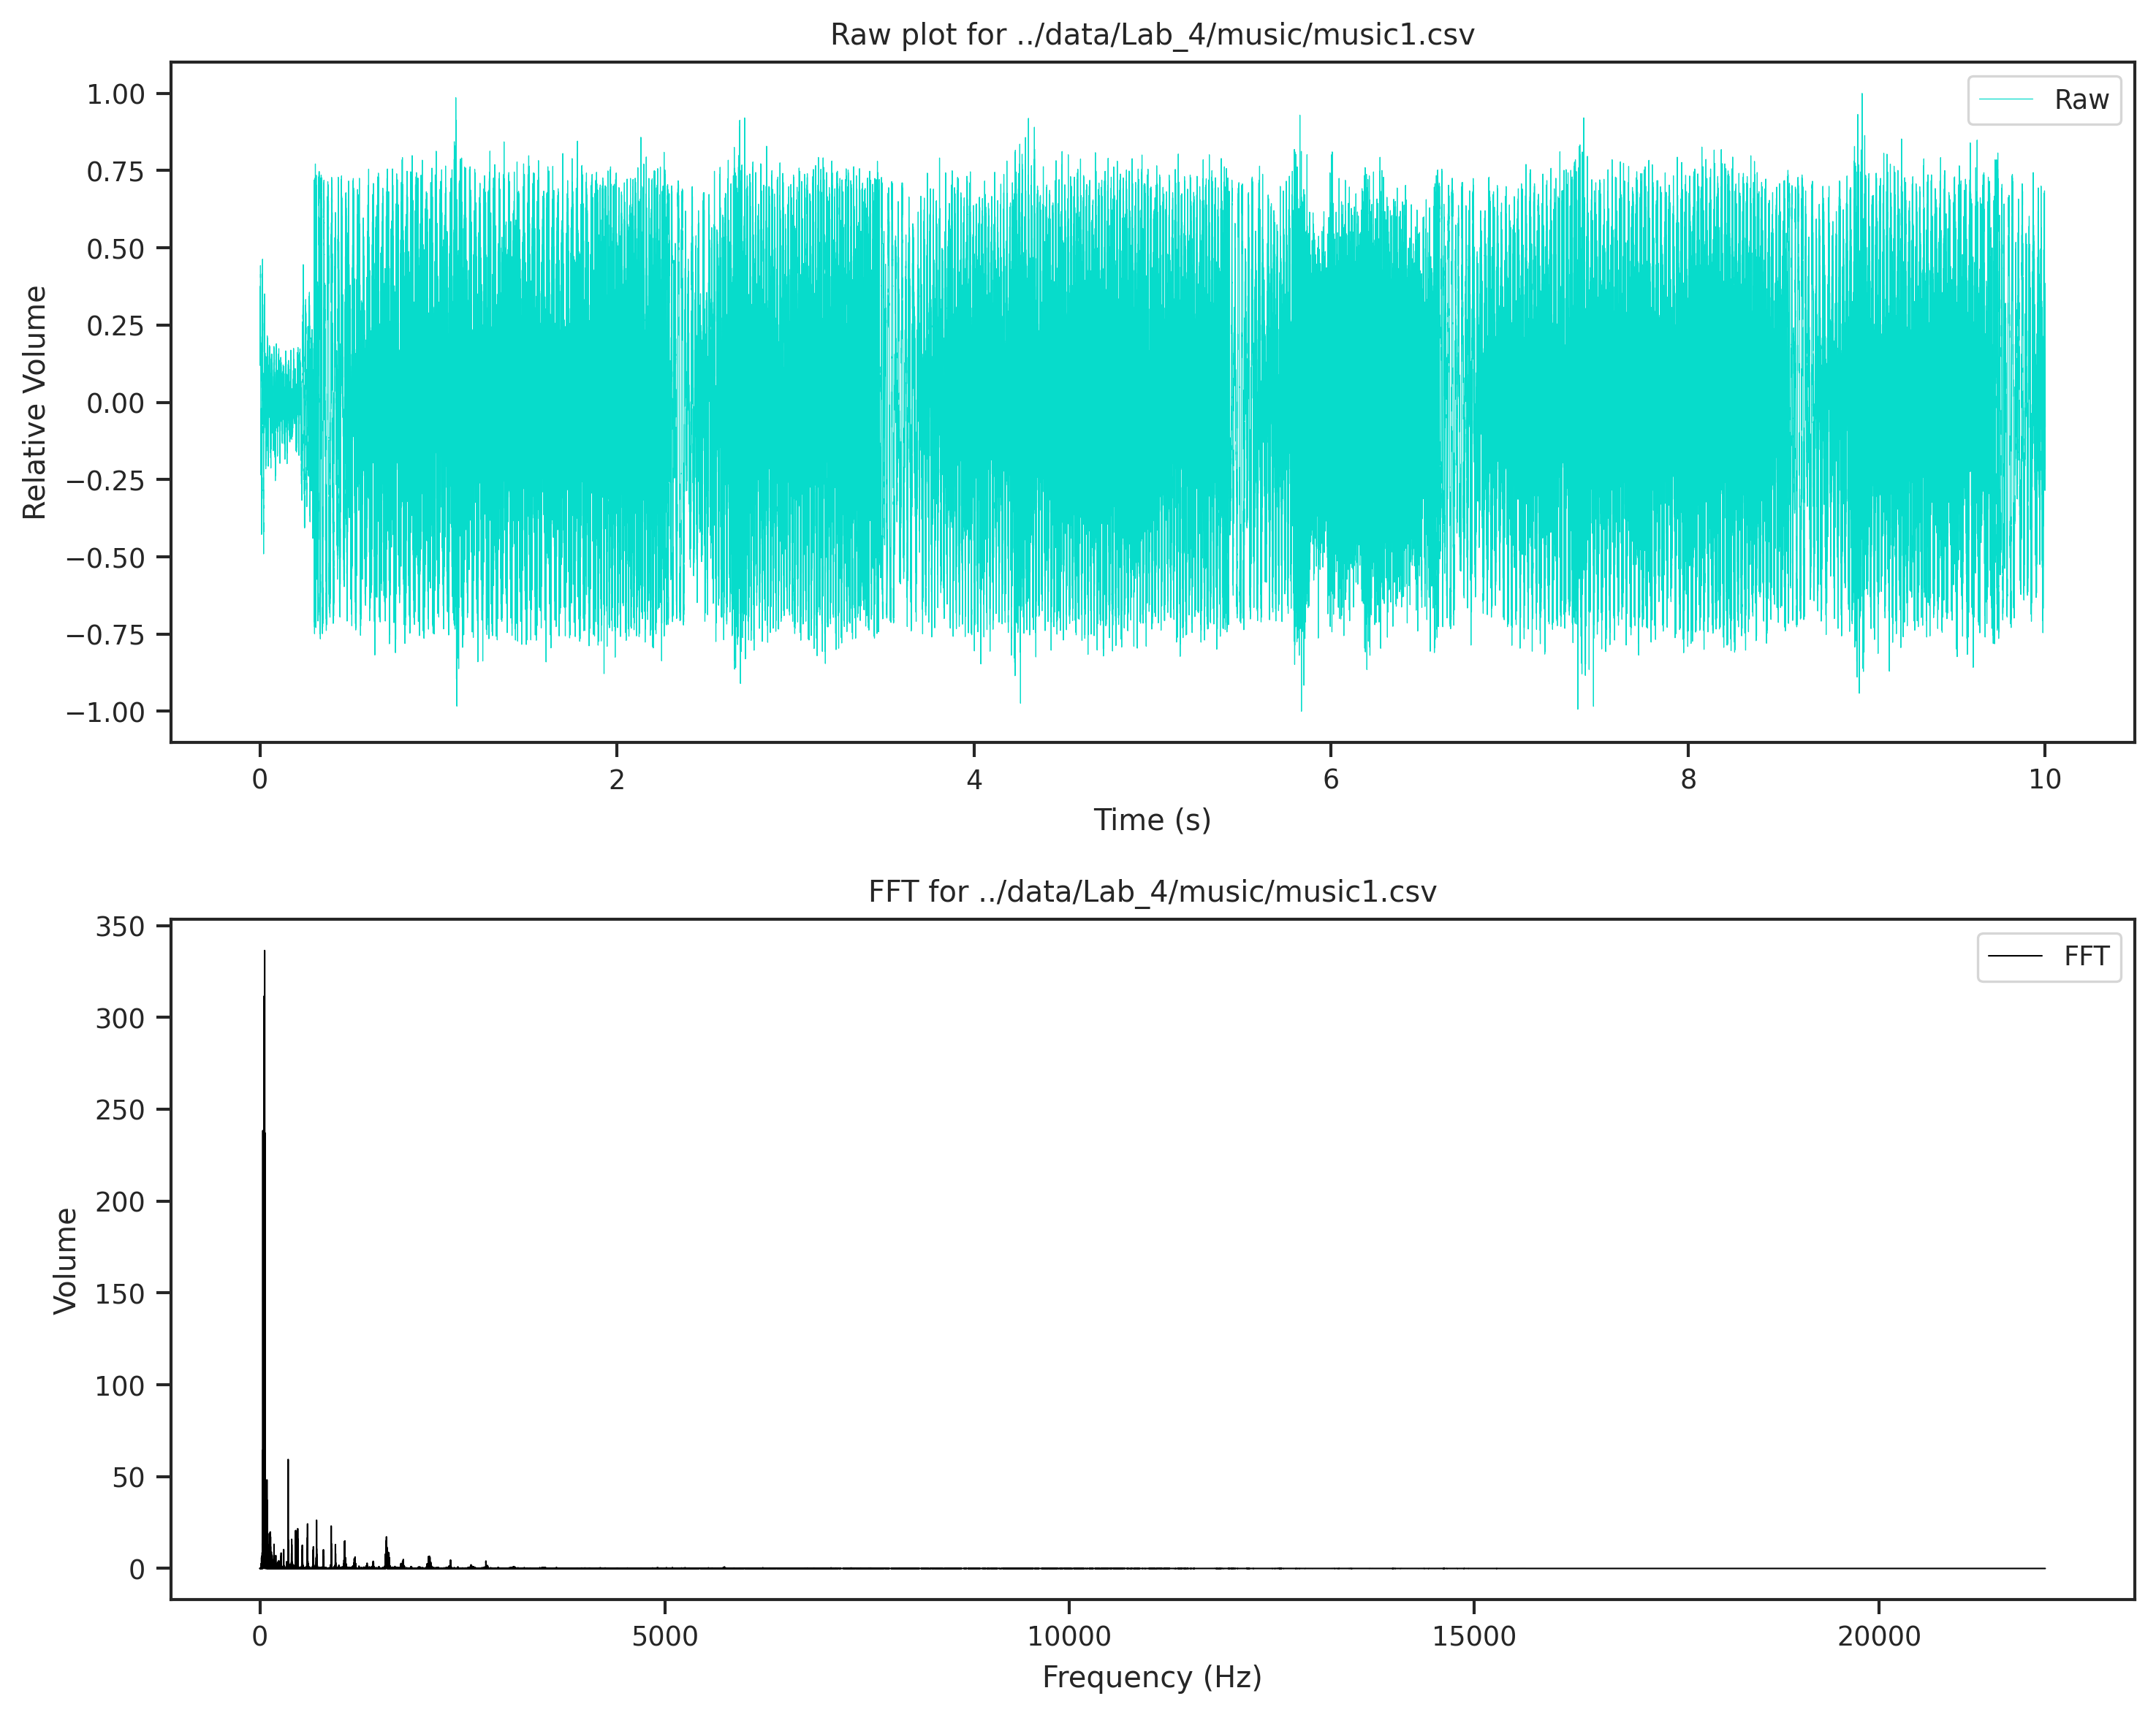 Raw plot for ../data/Lab_4/music/music1.csv
Raw
1.00
0.75
0.50
0.25
0.00
−0.25
−0.50
−0.75
−1.00
Relative Volume
0 2 4 6 8 10
Time (s)
FFT for ../data/Lab_4/music/music1.csv
FFT
350
300
250
200
150
100
50
0
Volume
0 5000 10000 15000 20000
Frequency (Hz)